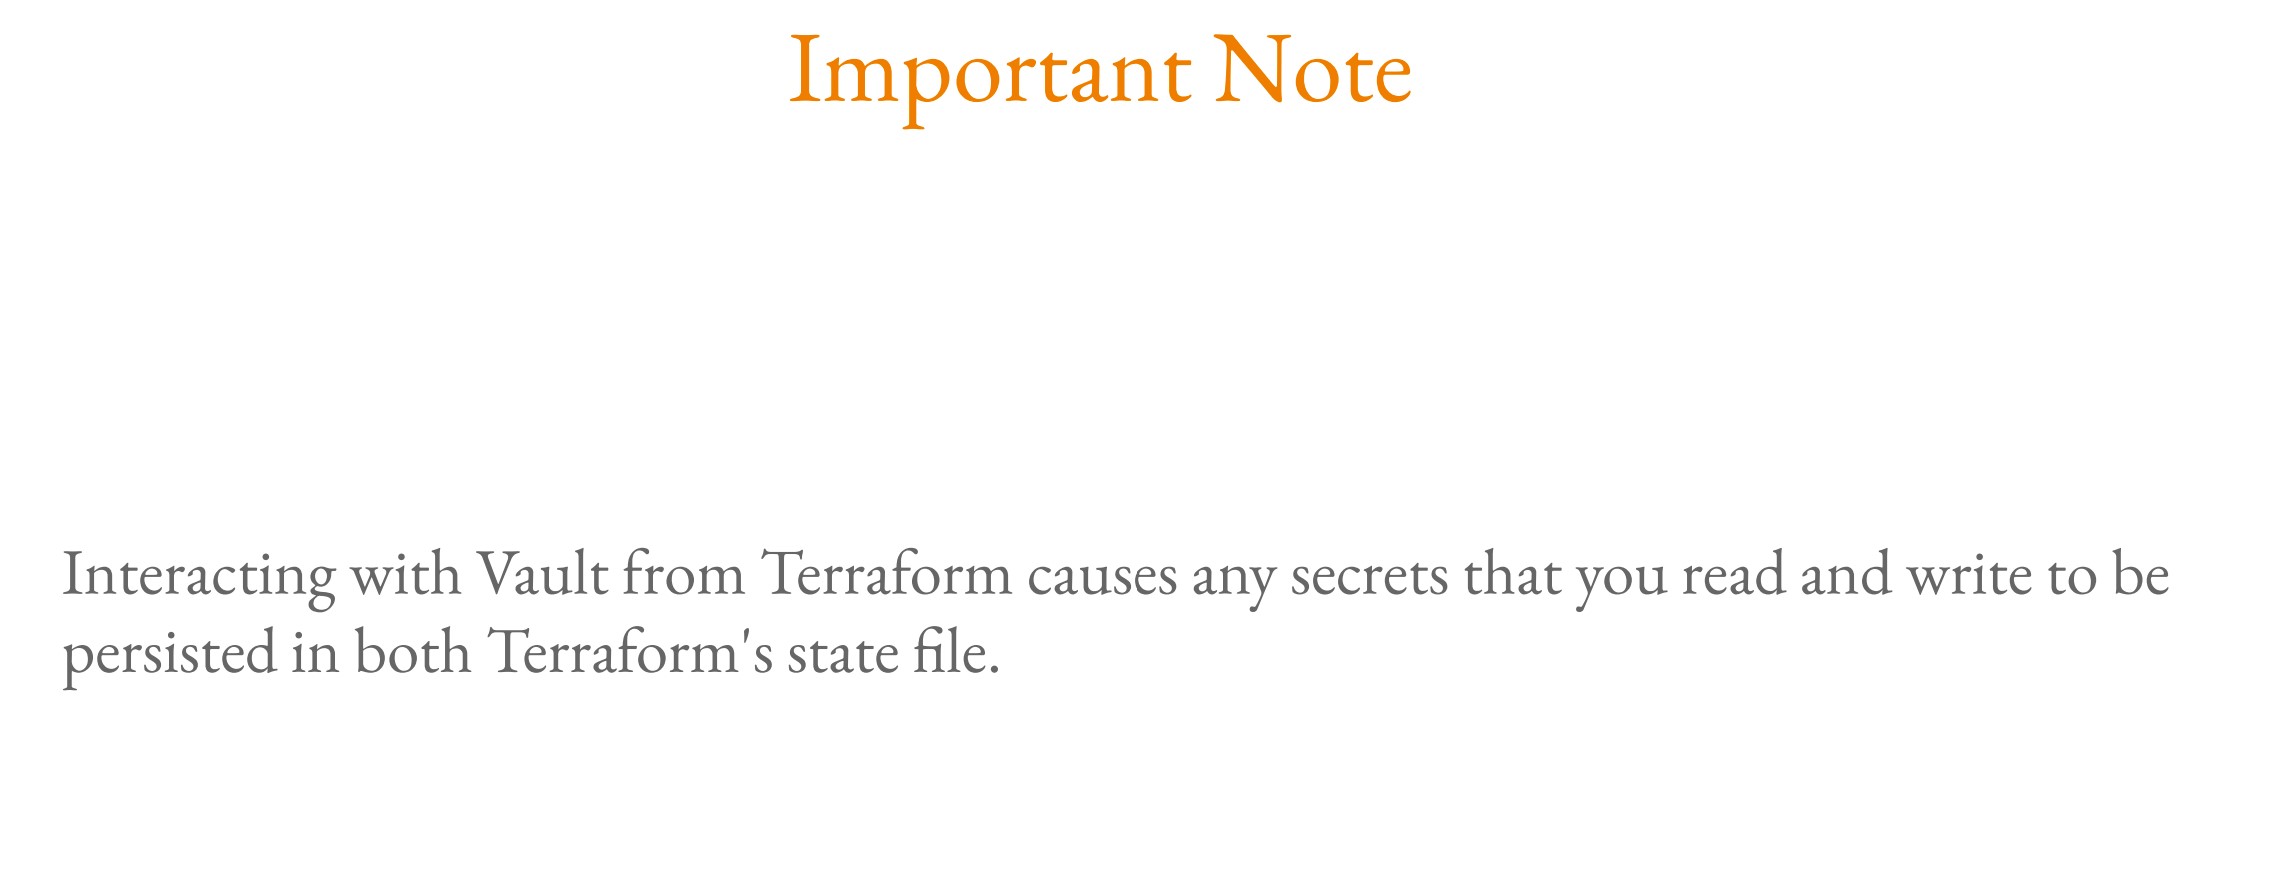 Important Note
Interacting with Vault from Terraform causes any secrets that you read and write to be
persisted in both Terraform's state file.